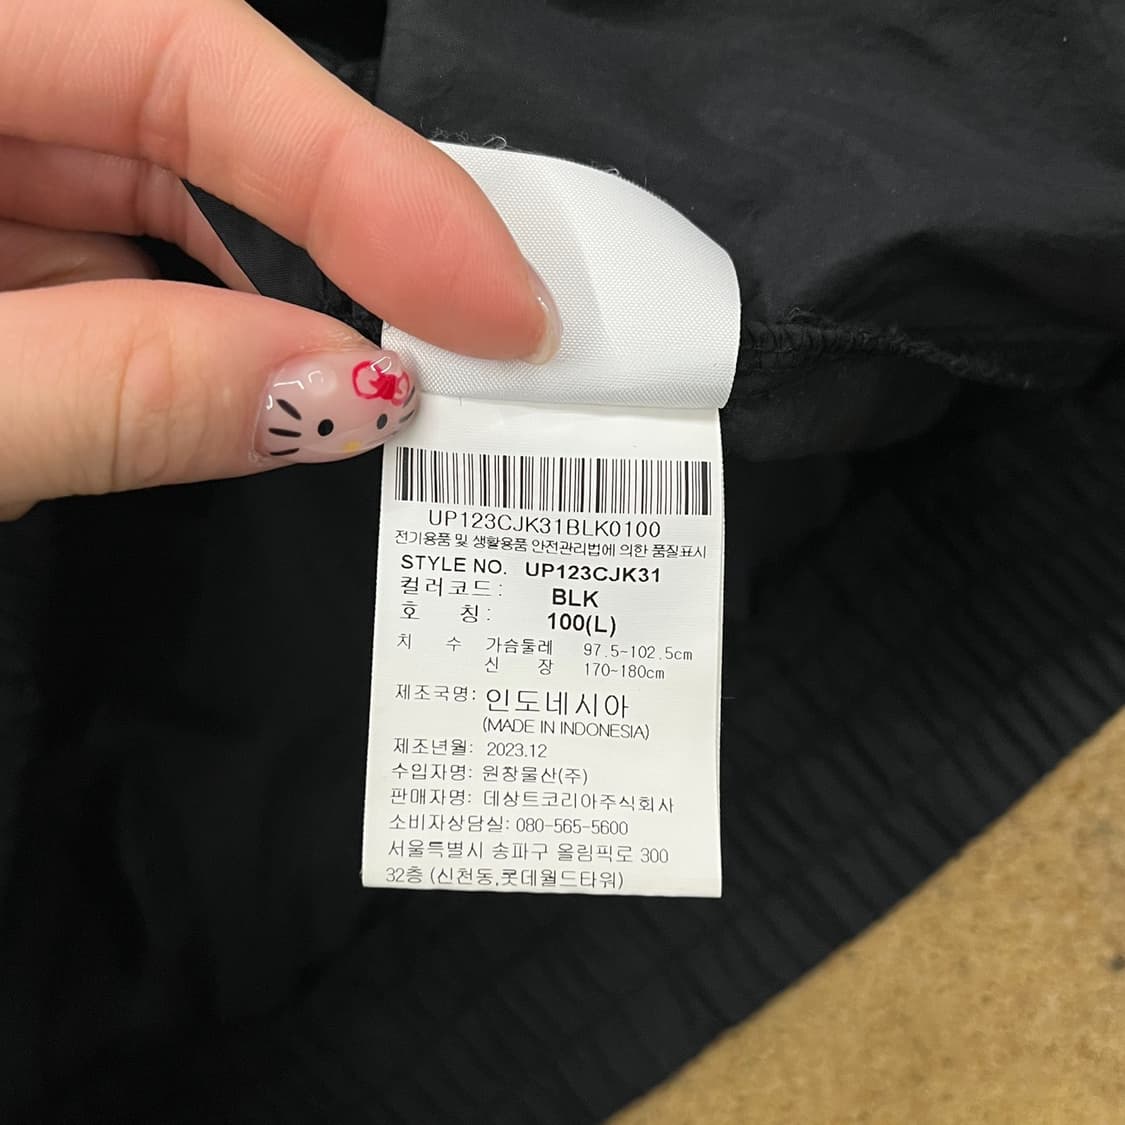 UP123CJK31BLK0100
전기용품 및 생활용품 안전관리법에 의한 품질표시
STYLE NO. UP123CJK31
컬러코드: BLK
호 칭: 100(L)
치 수 가슴둘레 97.5~102.5cm
신 장 170~180cm
제조국명: 인도네시아
(MADE IN INDONESIA)
제조년월: 2023.12
수입자명: 원창물산(주)
판매자명: 데상트코리아주식회사
소비자상담실: 080-565-5600
서울특별시 송파구 올림픽로 300
32층 (신천동,롯데월드타워)